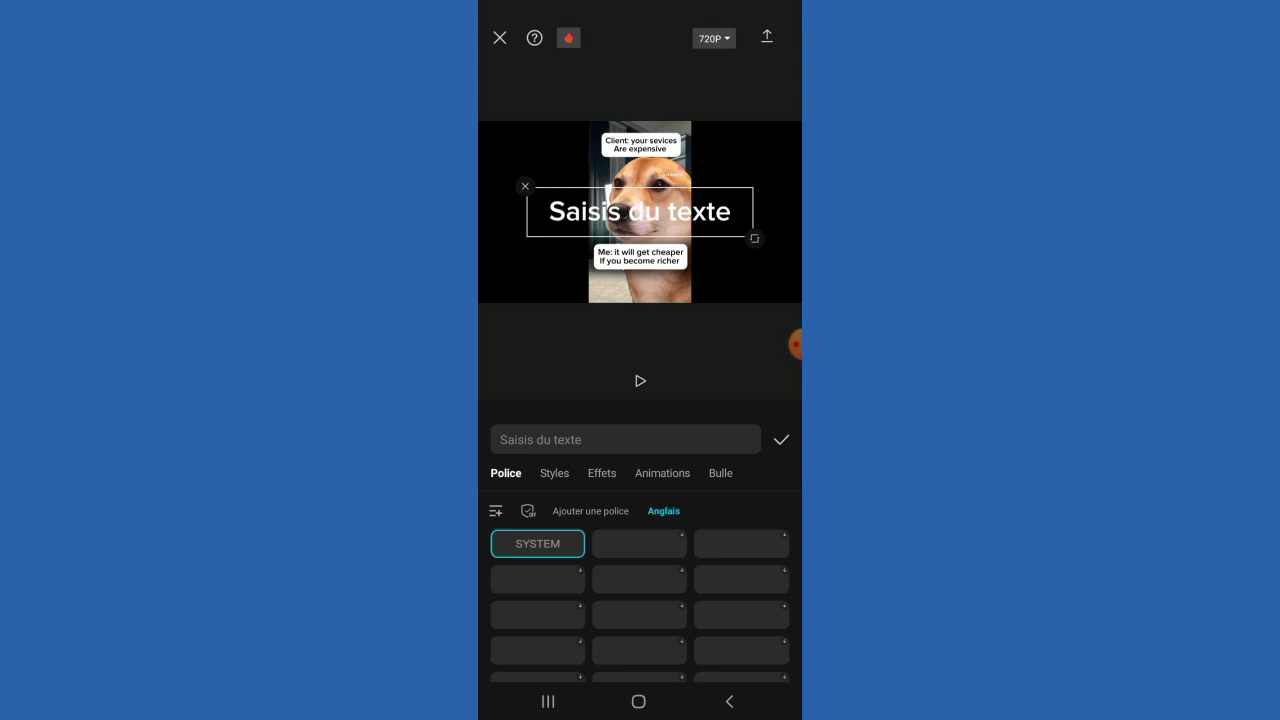 720P
Client: your sevices
Are expensive
Saisis du texte
Me: it will get cheaper
If you become richer
Saisis du texte
Police Styles Effets Animations Bulle
OFF Ajouter une police Anglais
SYSTEM